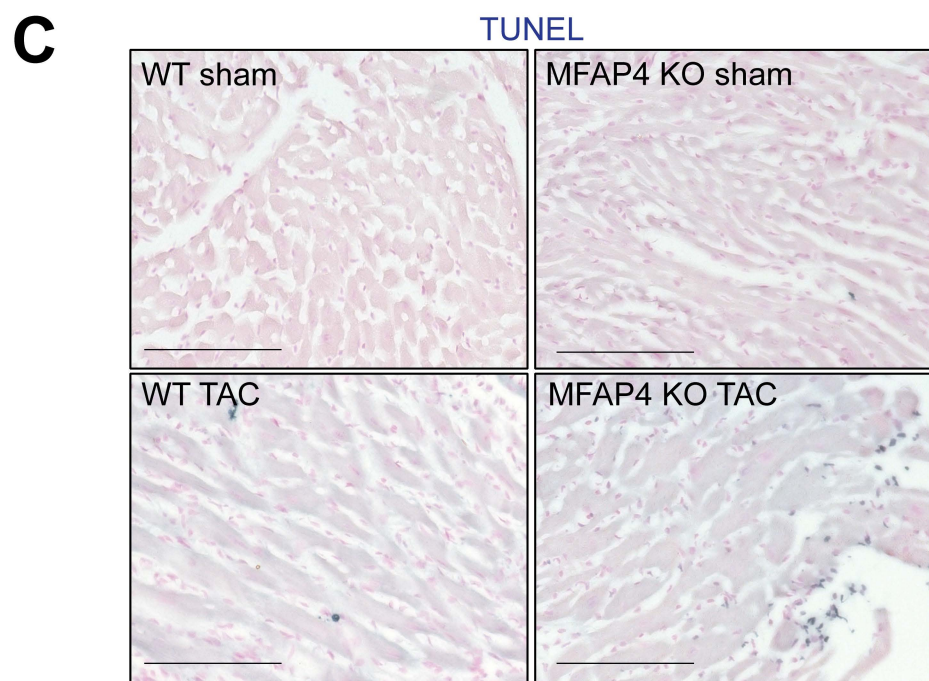 C
TUNEL
WT sham
MFAP4 KO sham
WT TAC
MFAP4 KO TAC